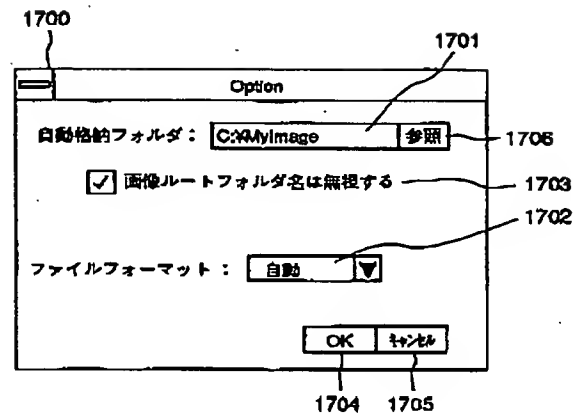 1700
1701
Option
自動格納フォルダ： C:¥MyImage 参照
1706
画像ルートフォルダ名は無視する
1703
1702
ファイルフォーマット： 自動
OK キャンセル
1704 1705